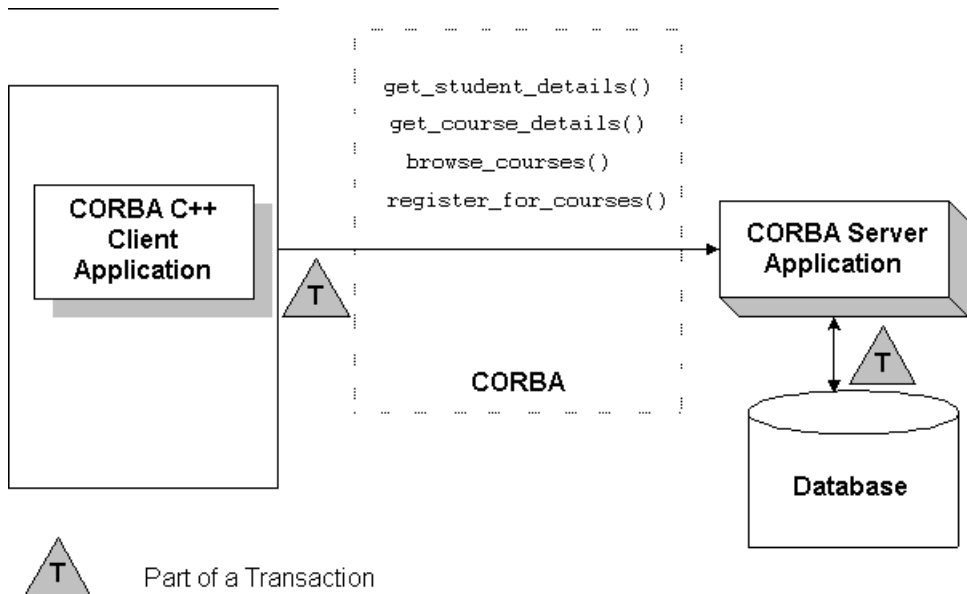 get_student_details()
get_course_details()
browse_courses()
register_for_courses()
CORBA C++
Client
Application
T
CORBA Server
Application
T
CORBA
Database
T
Part of a Transaction